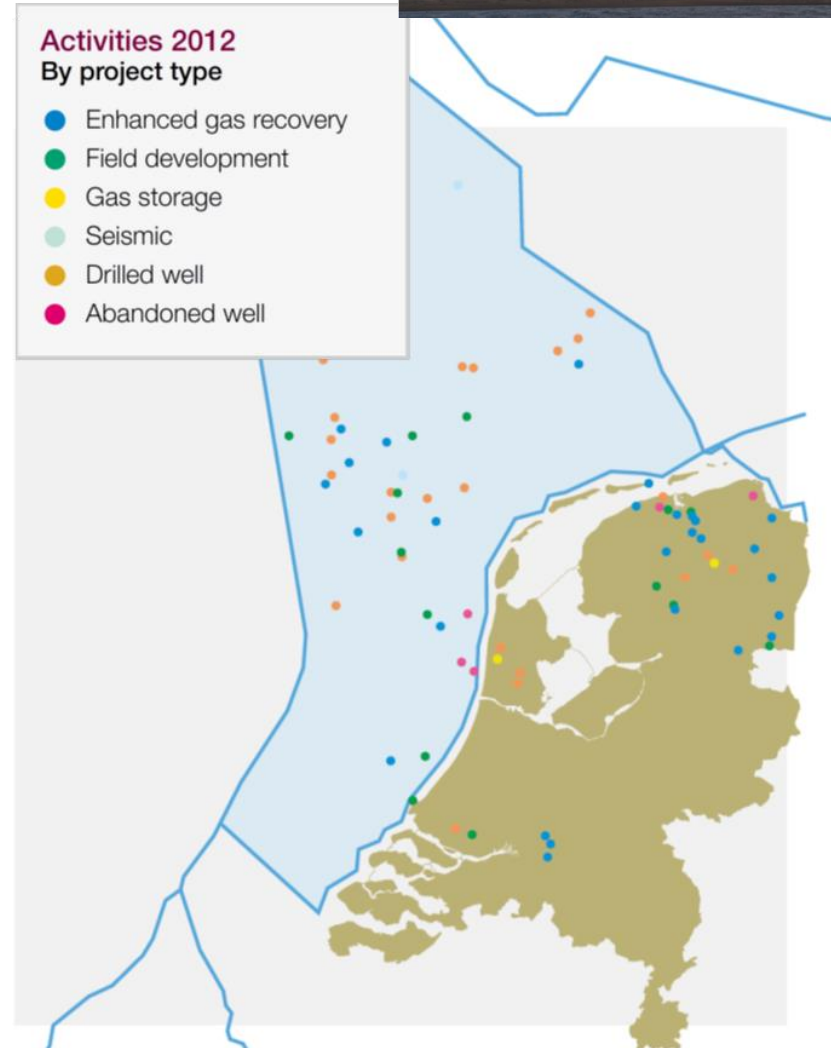 Activities 2012
By project type
Enhanced gas recovery
Field development
Gas storage
Seismic
Drilled well
Abandoned well